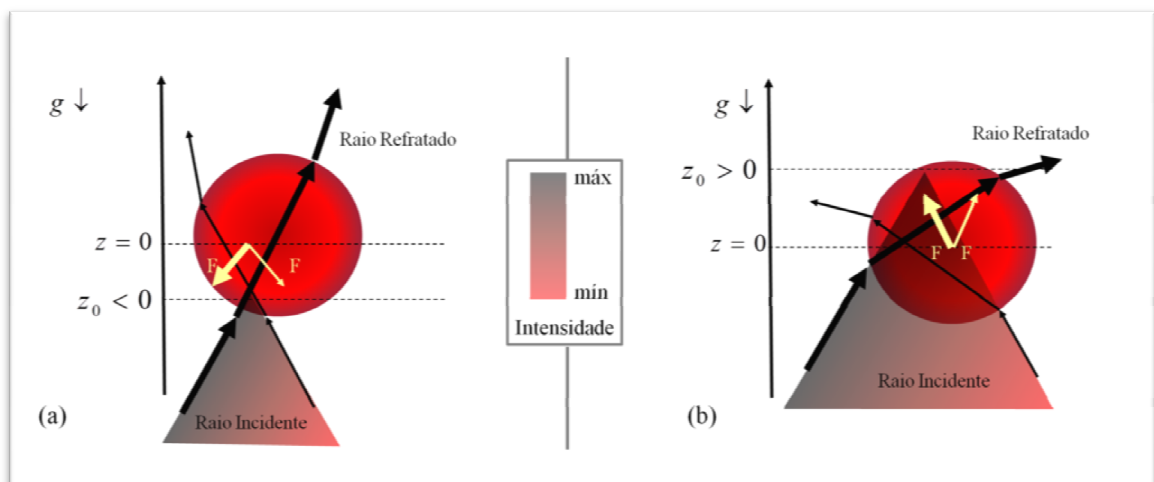 g ↓
Raio Refratado
z = 0
F
F
z₀ < 0
Raio Incidente
(a)
máx
mín
Intensidade
g ↓
Raio Refratado
z₀ > 0
z = 0
F
F
Raio Incidente
(b)